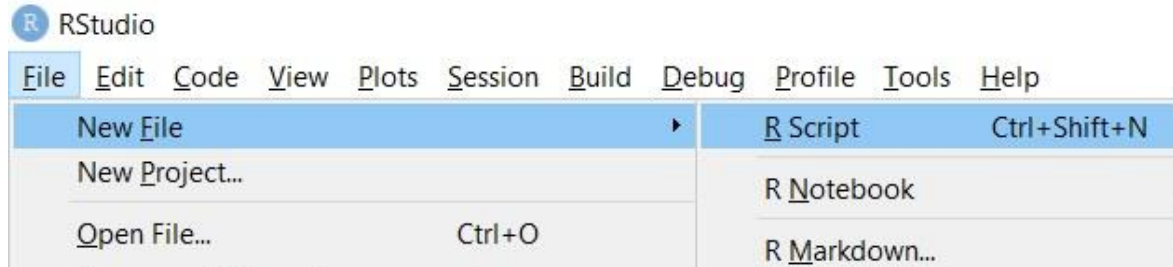 R RStudio
File Edit Code View Plots Session Build Debug Profile Tools Help
New File R Script Ctrl+Shift+N
New Project...
R Notebook
Open File... Ctrl+O
R Markdown...